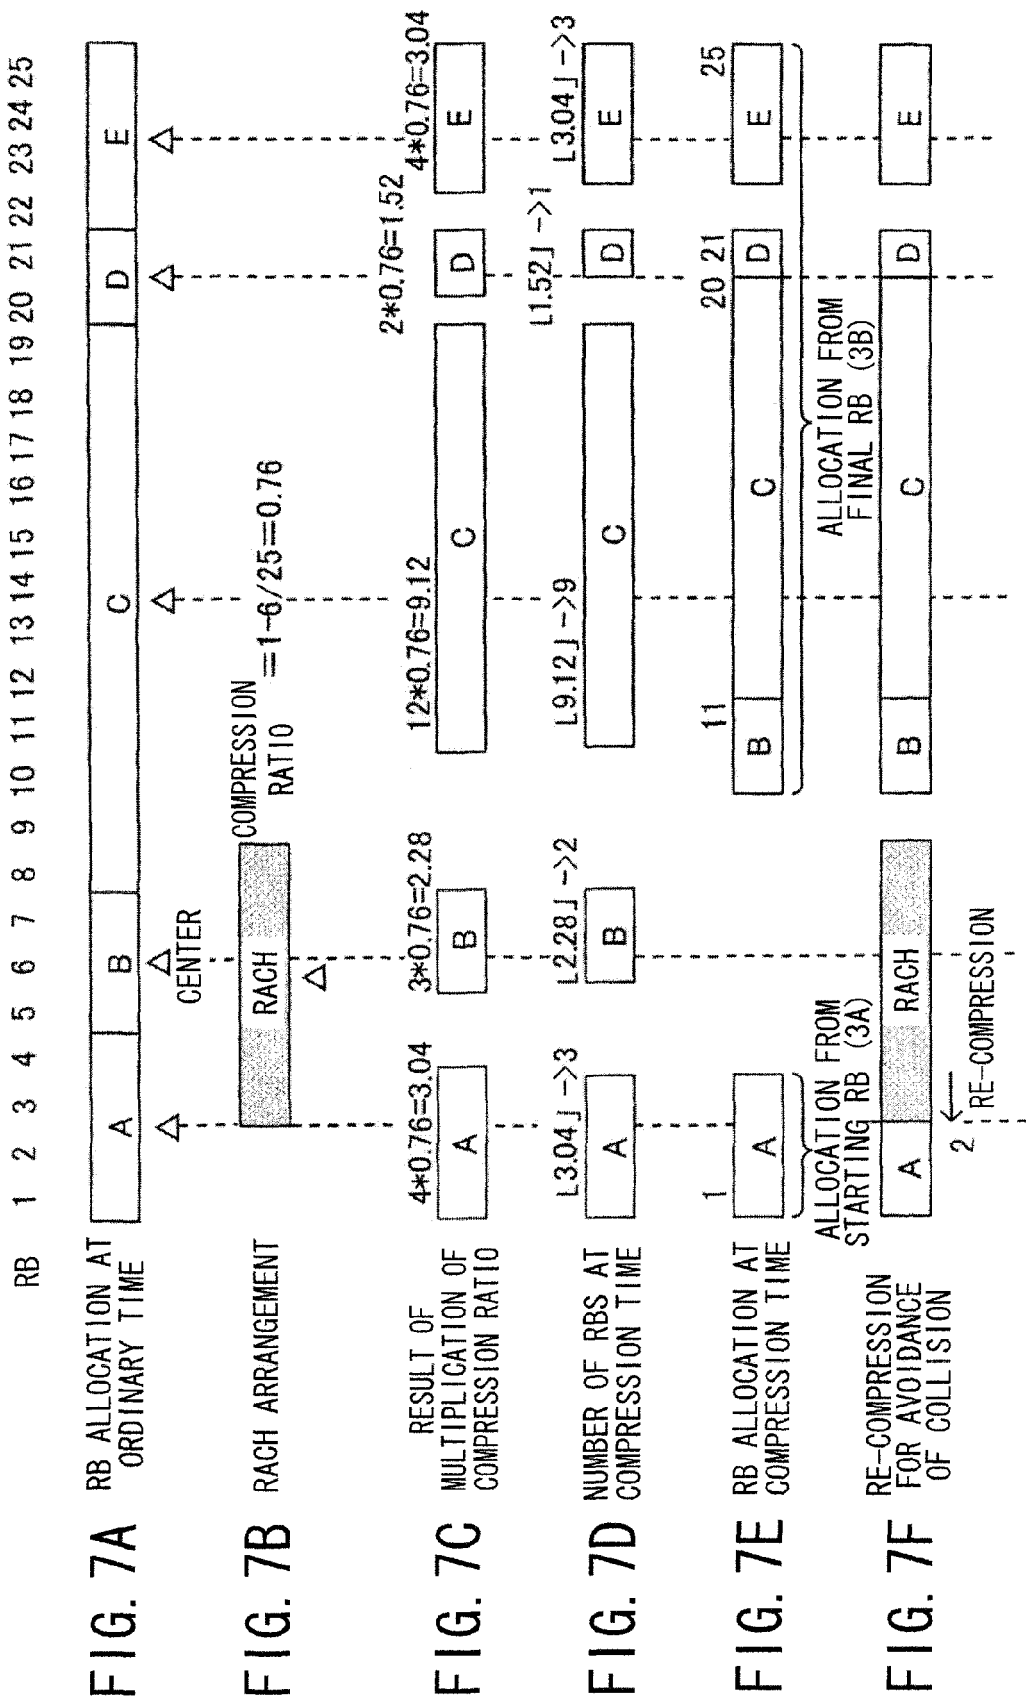 RB 1 2 3 4 5 6 7 8 9 10 11 12 13 14 15 16 17 18 19 20 21 22 23 24 25
FIG. 7A
RB ALLOCATION AT
ORDINARY TIME
A B C D E
CENTER
FIG. 7B
RACH ARRANGEMENT
RACH
COMPRESSION
RATIO
=1-6/25=0.76
FIG. 7C
RESULT OF
MULTIPLICATION OF
COMPRESSION RATIO
4*0.76=3.04 3*0.76=2.28 12*0.76=9.12 2*0.76=1.52 4*0.76=3.04
A B C D E
FIG. 7D
NUMBER OF RBS AT
COMPRESSION TIME
⌊3.04⌋->3 ⌊2.28⌋->2 ⌊9.12⌋->9 ⌊1.52⌋->1 ⌊3.04⌋->3
A B C D E
FIG. 7E
RB ALLOCATION AT
COMPRESSION TIME
1 11 20 21 25
A B C D E
ALLOCATION FROM
STARTING RB (3A)
ALLOCATION FROM
FINAL RB (3B)
FIG. 7F
RE-COMPRESSION
FOR AVOIDANCE
OF COLLISION
A RACH B C D E
2
RE-COMPRESSION